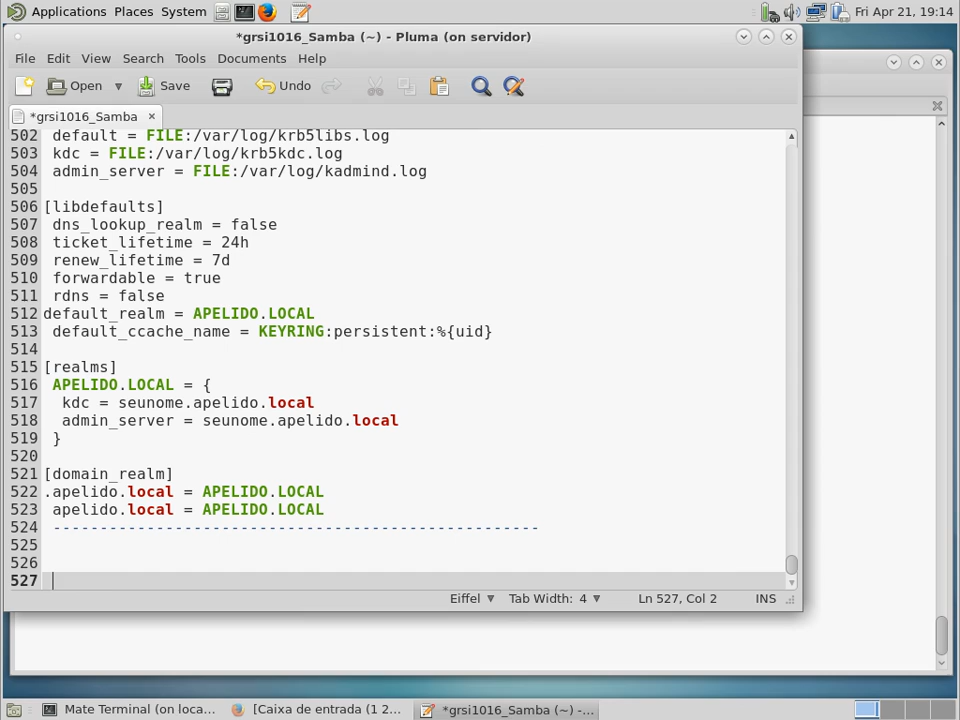 Applications Places System Fri Apr 21, 19:14
*grsi1016_Samba (~) - Pluma (on servidor)
File Edit View Search Tools Documents Help
Open Save Undo
*grsi1016_Samba ×
502 default = FILE:/var/log/krb5libs.log
503 kdc = FILE:/var/log/krb5kdc.log
504 admin_server = FILE:/var/log/kadmind.log
505
506 [libdefaults]
507 dns_lookup_realm = false
508 ticket_lifetime = 24h
509 renew_lifetime = 7d
510 forwardable = true
511 rdns = false
512 default_realm = APELIDO.LOCAL
513 default_ccache_name = KEYRING:persistent:%{uid}
514
515 [realms]
516 APELIDO.LOCAL = {
517 kdc = seunome.apelido.local
518 admin_server = seunome.apelido.local
519 }
520
521 [domain_realm]
522 .apelido.local = APELIDO.LOCAL
523 apelido.local = APELIDO.LOCAL
524 ----------------------------------------------------
525
526
527
Eiffel Tab Width: 4 Ln 527, Col 2 INS
Mate Terminal (on loca... [Caixa de entrada (1 2... *grsi1016_Samba (~) -...